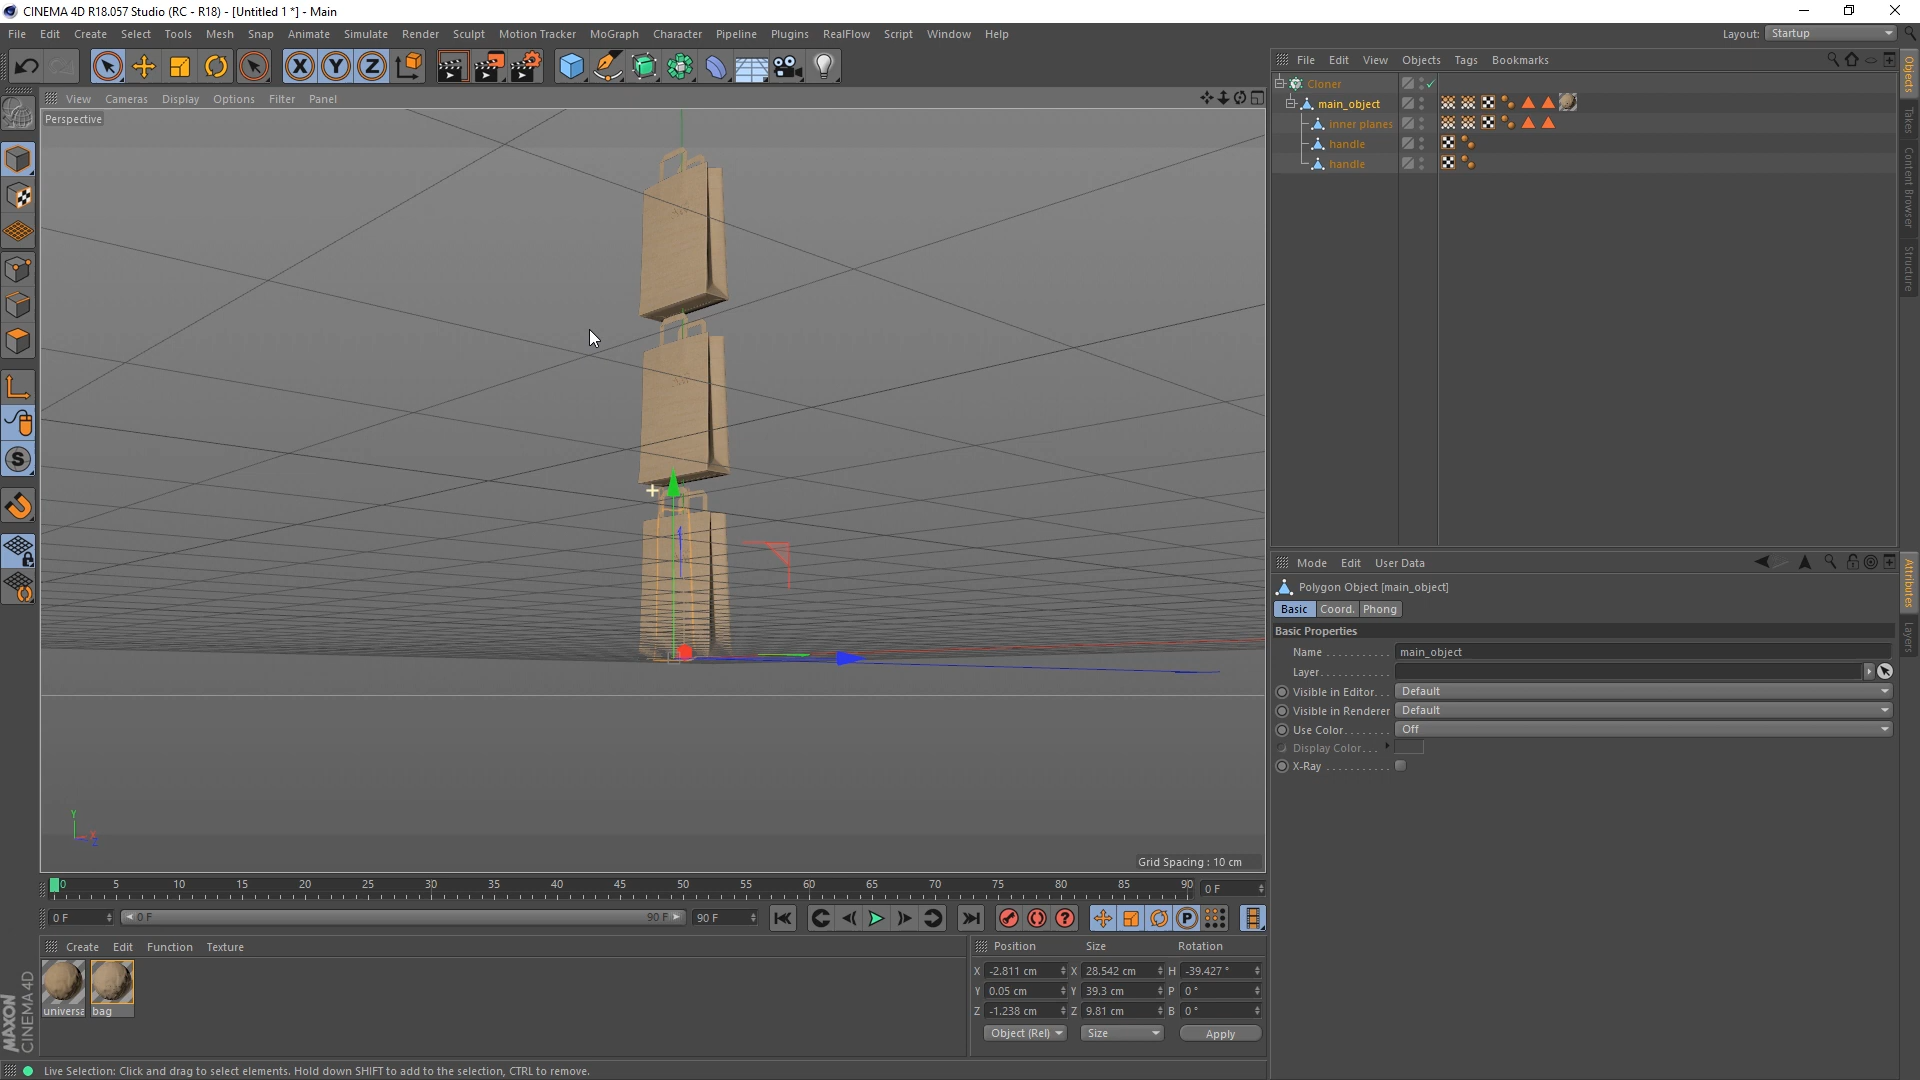 CINEMA 4D R18.057 Studio (RC - R18) - [Untitled 1 *] - Main
File Edit Create Select Tools Mesh Snap Animate Simulate Render Sculpt Motion Tracker MoGraph Character Pipeline Plugins RealFlow Script Window Help
Layout: Startup
File Edit View Objects Tags Bookmarks
View Cameras Display Options Filter Panel
Perspective
Cloner
main_object
inner planes
handle
handle
Objects
Takes
Content Browser
Structure
Mode Edit User Data
Polygon Object [main_object]
Basic Coord. Phong
Basic Properties
Name main_object
Layer
Visible in Editor Default
Visible in Renderer Default
Use Color Off
Display Color
X-Ray
Attributes
Layers
Y
X
Z
Grid Spacing : 10 cm
0 5 10 15 20 25 30 35 40 45 50 55 60 65 70 75 80 85 90 0 F
0 F 0 F 90 F 90 F
Create Edit Function Texture
universa bag
Position Size Rotation
X -2.811 cm X 28.542 cm H -39.427 °
Y 0.05 cm Y 39.3 cm P 0 °
Z -1.238 cm Z 9.81 cm B 0 °
Object (Rel) Size Apply
MAXON
CINEMA 4D
Live Selection: Click and drag to select elements. Hold down SHIFT to add to the selection, CTRL to remove.